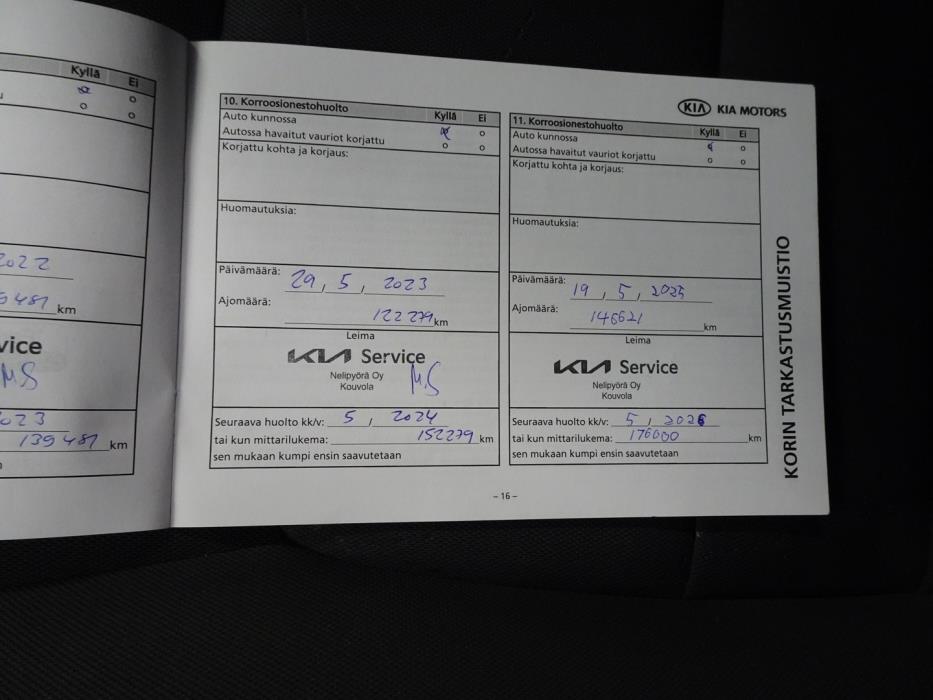 Kyllä Ei
2022
5481 km
vice
M.S
2023
139481 km
10. Korroosionestohuolto Kyllä Ei
Auto kunnossa
Autossa havaitut vauriot korjattu
Korjattu kohta ja korjaus:
Huomautuksia:
Päivämäärä: 29, 5, 2023
Ajomäärä: 122 279 km
Leima
KIA Service
Nelipyörä Oy
Kouvola
M.S
Seuraava huolto kk/v: 5 / 2024
tai kun mittarilukema: 152279 km
sen mukaan kumpi ensin saavutetaan
KIA KIA MOTORS
11. Korroosionestohuolto Kyllä Ei
Auto kunnossa
Autossa havaitut vauriot korjattu
Korjattu kohta ja korjaus:
Huomautuksia:
Päivämäärä: 19, 5, 2025
Ajomäärä: 146621 km
Leima
KIA Service
Nelipyörä Oy
Kouvola
Seuraava huolto kk/v: 5 / 2026
tai kun mittarilukema: 176000 km
sen mukaan kumpi ensin saavutetaan
KORIN TARKASTUSMUISTIO
– 16 –